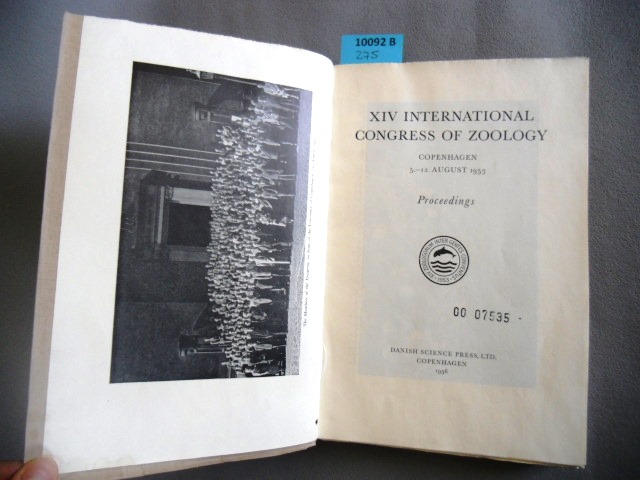 10092 B
275
XIV INTERNATIONAL
CONGRESS OF ZOOLOGY
COPENHAGEN
5.–12. AUGUST 1953
Proceedings
00 07535 -
DANISH SCIENCE PRESS, LTD.
COPENHAGEN
1956